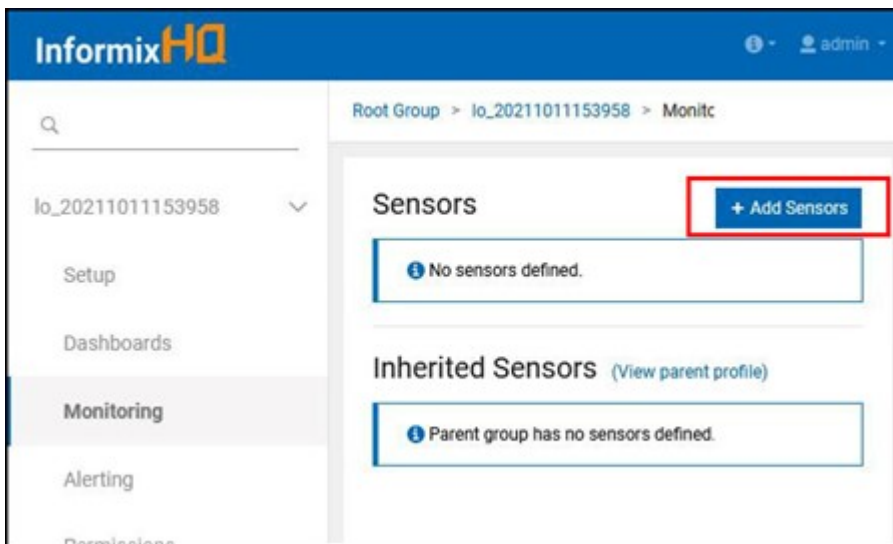 InformixHQ
admin
Root Group > lo_20211011153958 > Monitc
lo_20211011153958
Setup
Dashboards
Monitoring
Alerting
Permissions
Sensors
+ Add Sensors
No sensors defined.
Inherited Sensors (View parent profile)
Parent group has no sensors defined.